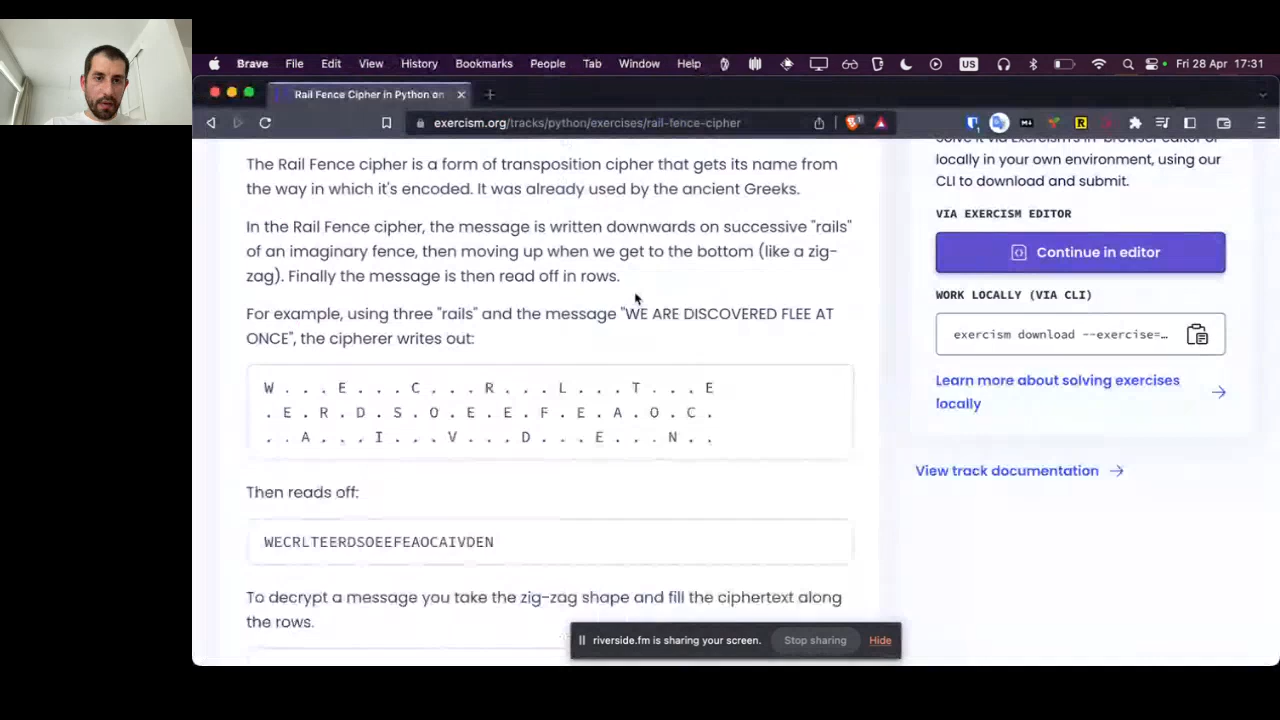 Brave File Edit View History Bookmarks People Tab Window Help US Fri 28 Apr 17:31
Rail Fence Cipher in Python on
exercism.org/tracks/python/exercises/rail-fence-cipher
The Rail Fence cipher is a form of transposition cipher that gets its name from
the way in which it's encoded. It was already used by the ancient Greeks.
In the Rail Fence cipher, the message is written downwards on successive "rails"
of an imaginary fence, then moving up when we get to the bottom (like a zig-
zag). Finally the message is then read off in rows.
For example, using three "rails" and the message "WE ARE DISCOVERED FLEE AT
ONCE", the cipherer writes out:
W . . . E . . . C . . . R . . . L . . . T . . . E
. E . R . D . S . O . E . E . F . E . A . O . C .
. . A . . . I . . . V . . . D . . . E . . . N . .
Then reads off:
WECRLTEERDSOEEFEAOCAIVDEN
To decrypt a message you take the zig-zag shape and fill the ciphertext along
the rows.
locally in your own environment, using our
CLI to download and submit.
VIA EXERCISM EDITOR
Continue in editor
WORK LOCALLY (VIA CLI)
exercism download --exercise=…
Learn more about solving exercises
locally
View track documentation
riverside.fm is sharing your screen. Stop sharing Hide